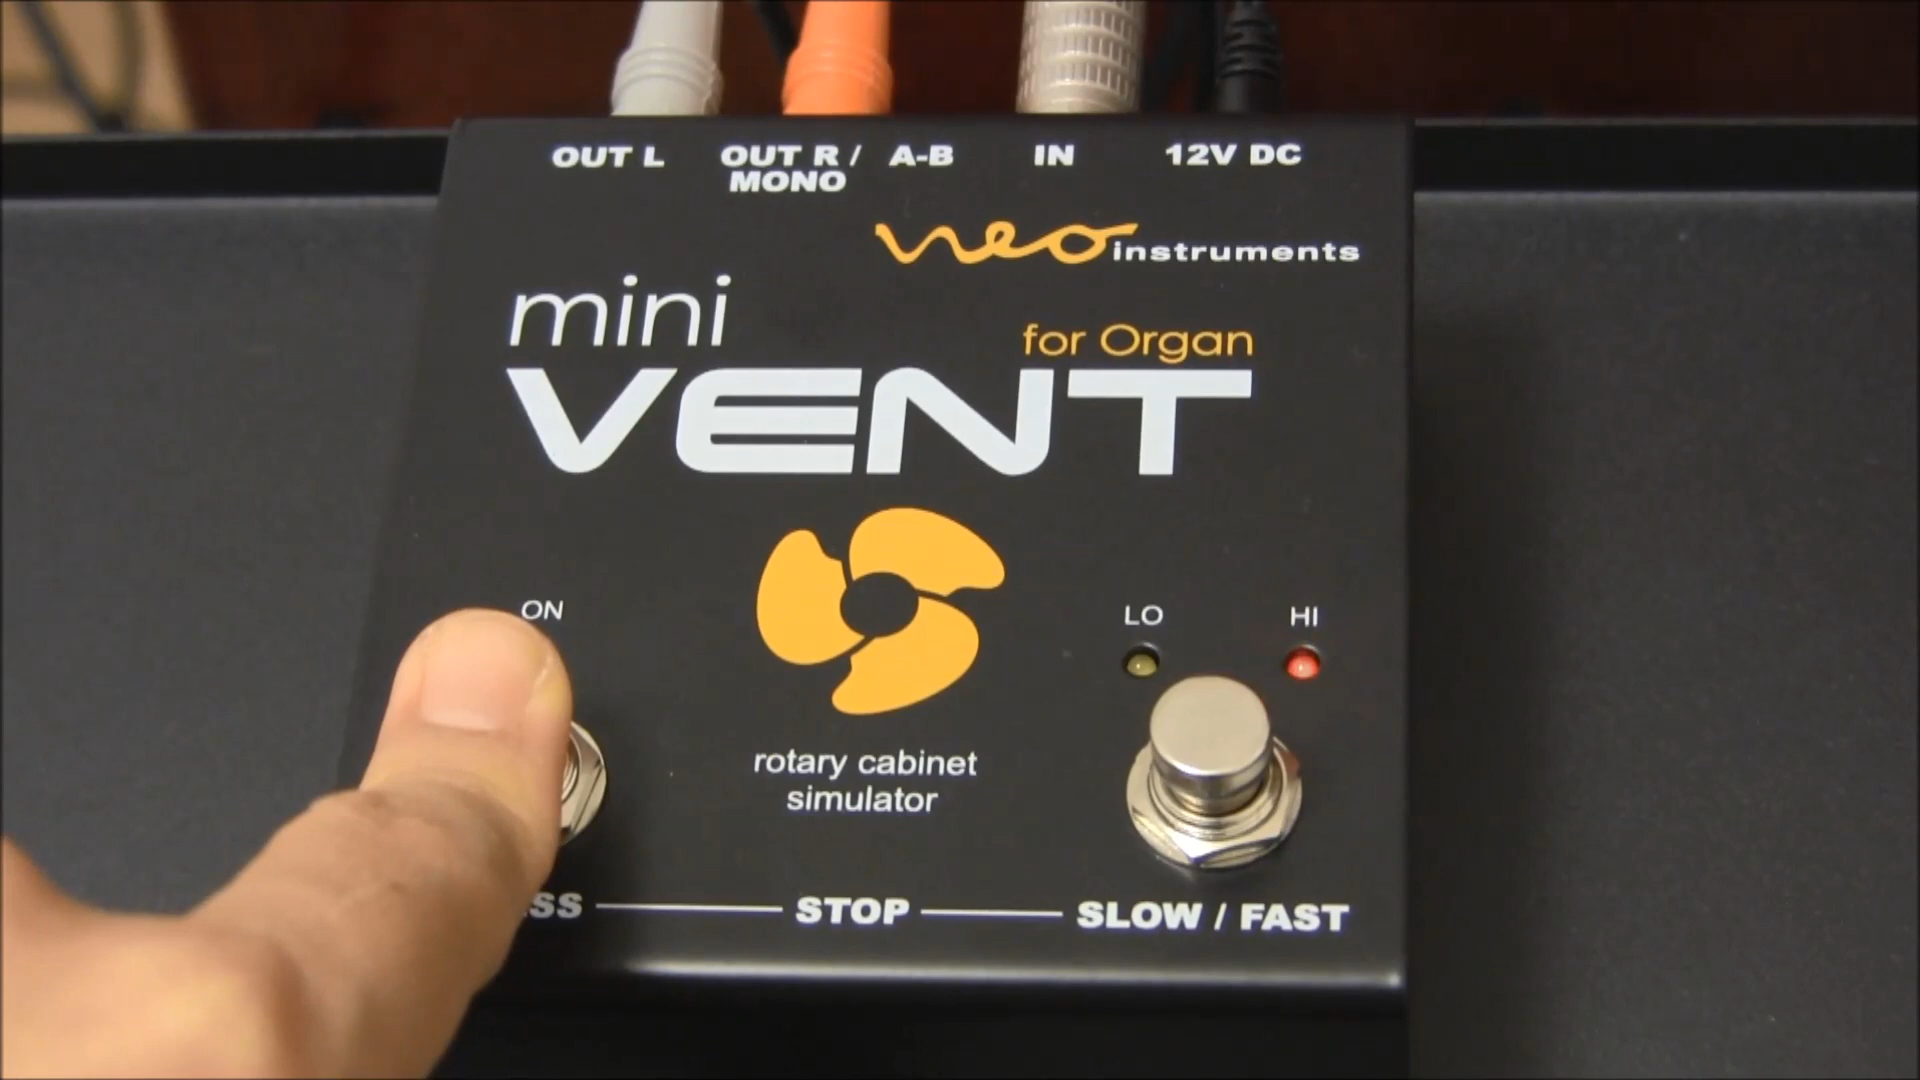 OUT L
OUT R / MONO
A-B
IN
12V DC
neo instruments
mini
for Organ
VENT
ON
LO
HI
rotary cabinet
simulator
STOP
SLOW / FAST